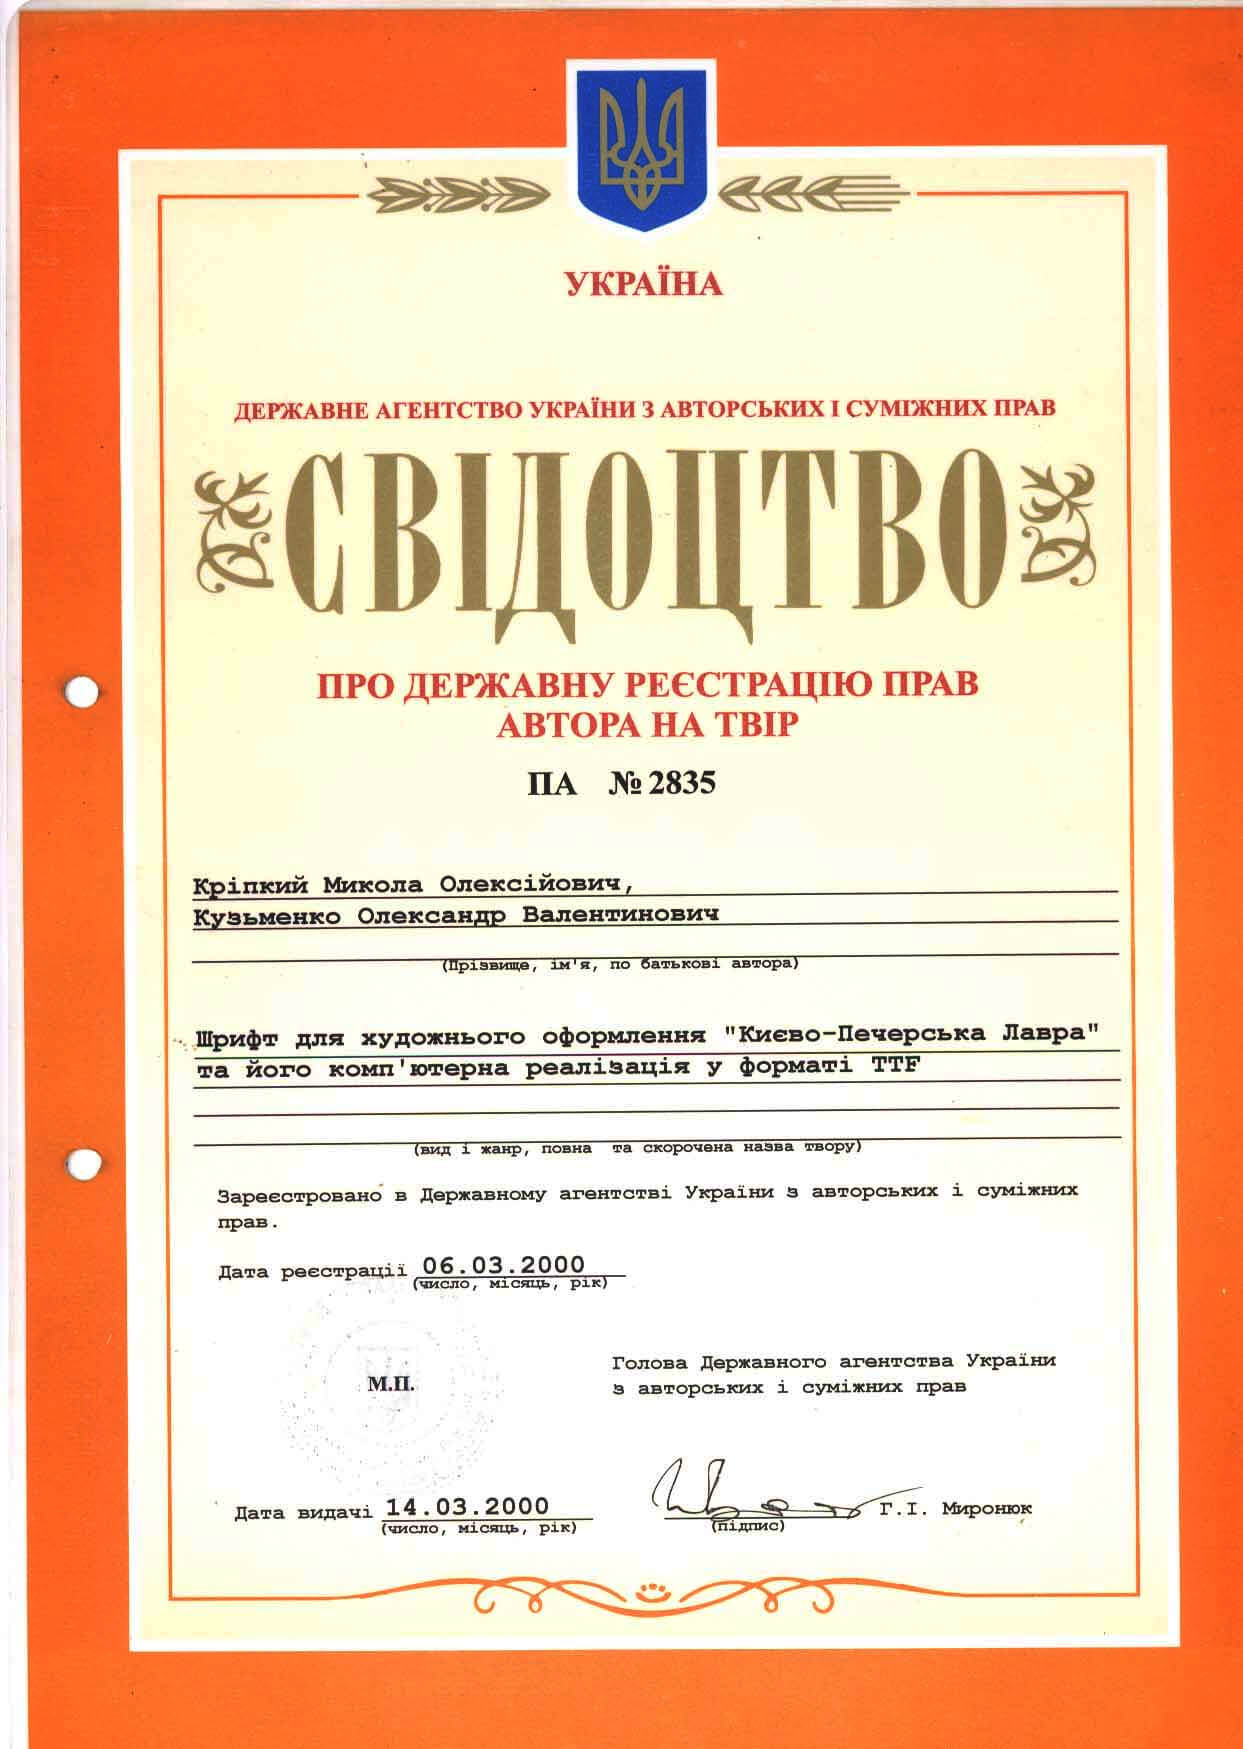 УКРАЇНА
ДЕРЖАВНЕ АГЕНТСТВО УКРАЇНИ З АВТОРСЬКИХ І СУМІЖНИХ ПРАВ
СВІДОЦТВО
ПРО ДЕРЖАВНУ РЕЄСТРАЦІЮ ПРАВ
АВТОРА НА ТВІР
ПА № 2835
Кріпкий Микола Олексійович,
Кузьменко Олександр Валентинович
(Прізвище, ім'я, по батькові автора)
Шрифт для художнього оформлення "Києво-Печерська Лавра"
та його комп'ютерна реалізація у форматі TTF
(вид і жанр, повна та скорочена назва твору)
Зареєстровано в Державному агентстві України з авторських і суміжних
прав.
Дата реєстрації 06.03.2000
(число, місяць, рік)
Голова Державного агентства України
з авторських і суміжних прав
М.П.
Дата видачі 14.03.2000 Г.І. Миронюк
(число, місяць, рік) (підпис)